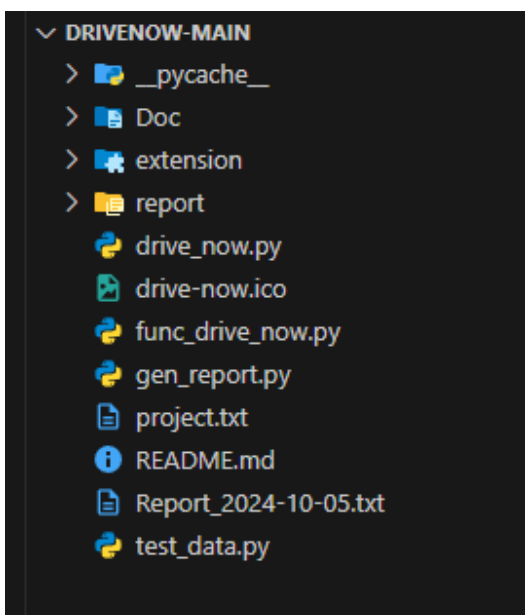 DRIVENOW-MAIN
__pycache__
Doc
extension
report
drive_now.py
drive-now.ico
func_drive_now.py
gen_report.py
project.txt
README.md
Report_2024-10-05.txt
test_data.py